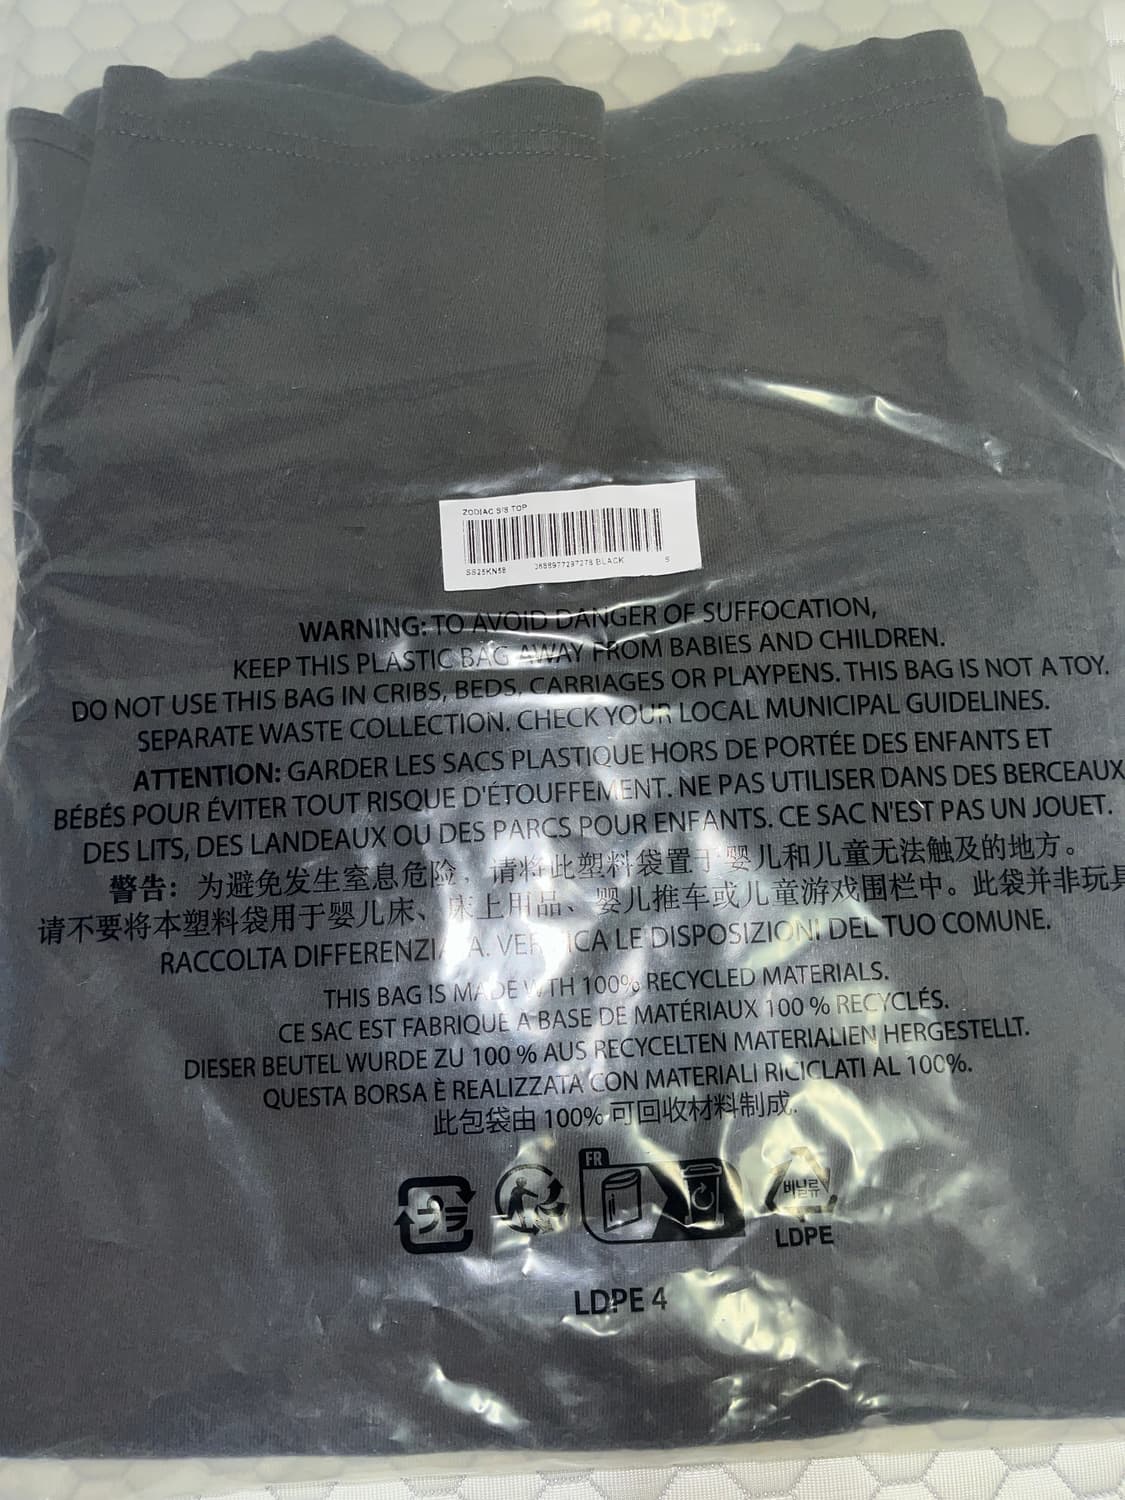 ZODIAC S/S TOP
SS25KN58 BLACK S
WARNING: TO AVOID DANGER OF SUFFOCATION,
KEEP THIS PLASTIC BAG AWAY FROM BABIES AND CHILDREN.
DO NOT USE THIS BAG IN CRIBS, BEDS, CARRIAGES OR PLAYPENS. THIS BAG IS NOT A TOY.
SEPARATE WASTE COLLECTION. CHECK YOUR LOCAL MUNICIPAL GUIDELINES.
ATTENTION: GARDER LES SACS PLASTIQUE HORS DE PORTÉE DES ENFANTS ET
BÉBÉS POUR ÉVITER TOUT RISQUE D'ÉTOUFFEMENT. NE PAS UTILISER DANS DES BERCEAUX
DES LITS, DES LANDEAUX OU DES PARCS POUR ENFANTS. CE SAC N'EST PAS UN JOUET.
警告：为避免发生窒息危险，请将此塑料袋置于婴儿和儿童无法触及的地方。
请不要将本塑料袋用于婴儿床、床上用品、婴儿推车或儿童游戏围栏中。此袋并非玩具
RACCOLTA LE DISPOSIZIONI DEL TUO COMUNE.
THIS BAG IS MADE WTH 100% RECYCLED MATERIALS.
CE SAC EST FABRIQUÉ À BASE DE MATÉRIAUX 100 % RECYCLÉS.
DIESER BEUTEL WURDE ZU 100 % AUS RECYCELTEN MATERIALIEN HERGESTELLT.
QUESTA BORSA È REALIZZATA CON MATERIALI RICICLATI AL 100%.
此包袋由 100% 可回收材料制成.
FR
プラ
비닐류
LDPE
LDPE 4